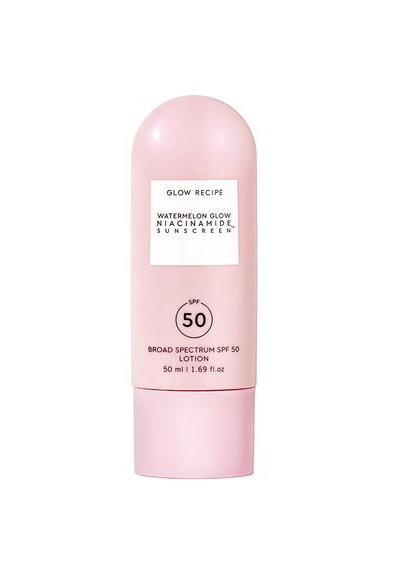 GLOW RECIPE
WATERMELON GLOW
NIACINAMIDE
SUNSCREEN™
SPF
50
BROAD SPECTRUM SPF 50
LOTION
50 ml | 1.69 fl.oz